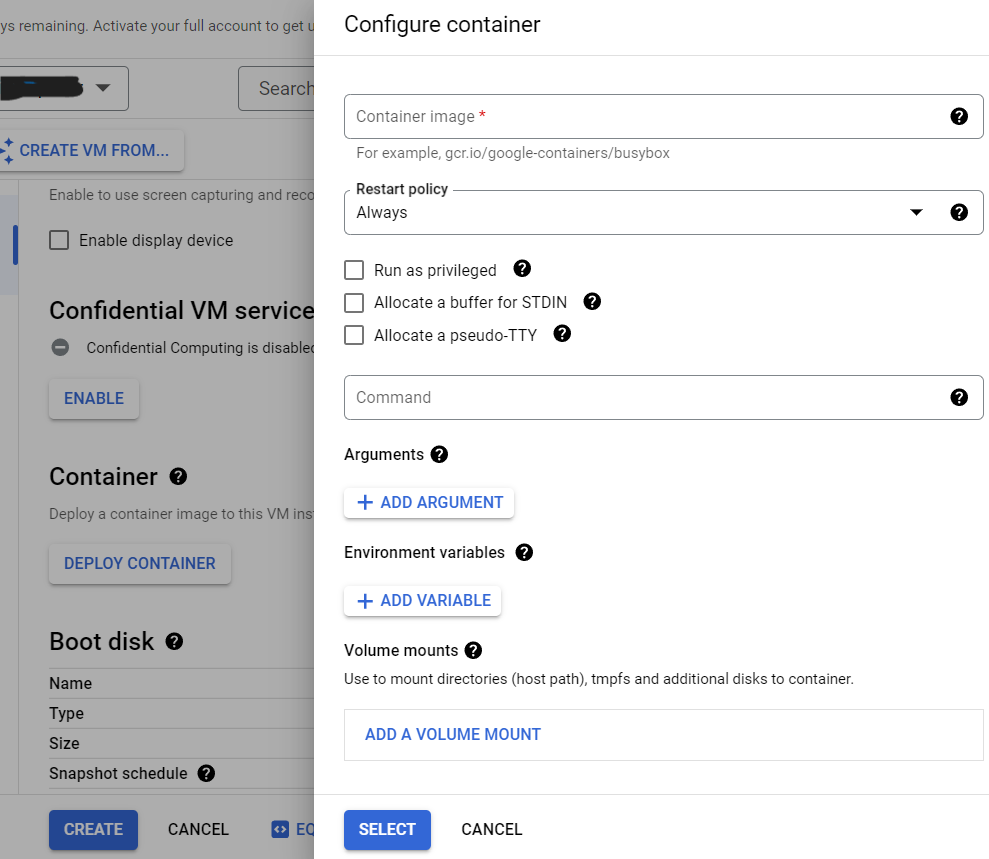 ys remaining. Activate your full account to get u
Search
CREATE VM FROM...
Enable to use screen capturing and reco
Enable display device
Confidential VM service
Confidential Computing is disabled
ENABLE
Container
Deploy a container image to this VM inst
DEPLOY CONTAINER
Boot disk
Name
Type
Size
Snapshot schedule
CREATE
CANCEL
EQ
Configure container
Container image *
For example, gcr.io/google-containers/busybox
Restart policy
Always
Run as privileged
Allocate a buffer for STDIN
Allocate a pseudo-TTY
Command
Arguments
ADD ARGUMENT
Environment variables
ADD VARIABLE
Volume mounts
Use to mount directories (host path), tmpfs and additional disks to container.
ADD A VOLUME MOUNT
SELECT
CANCEL